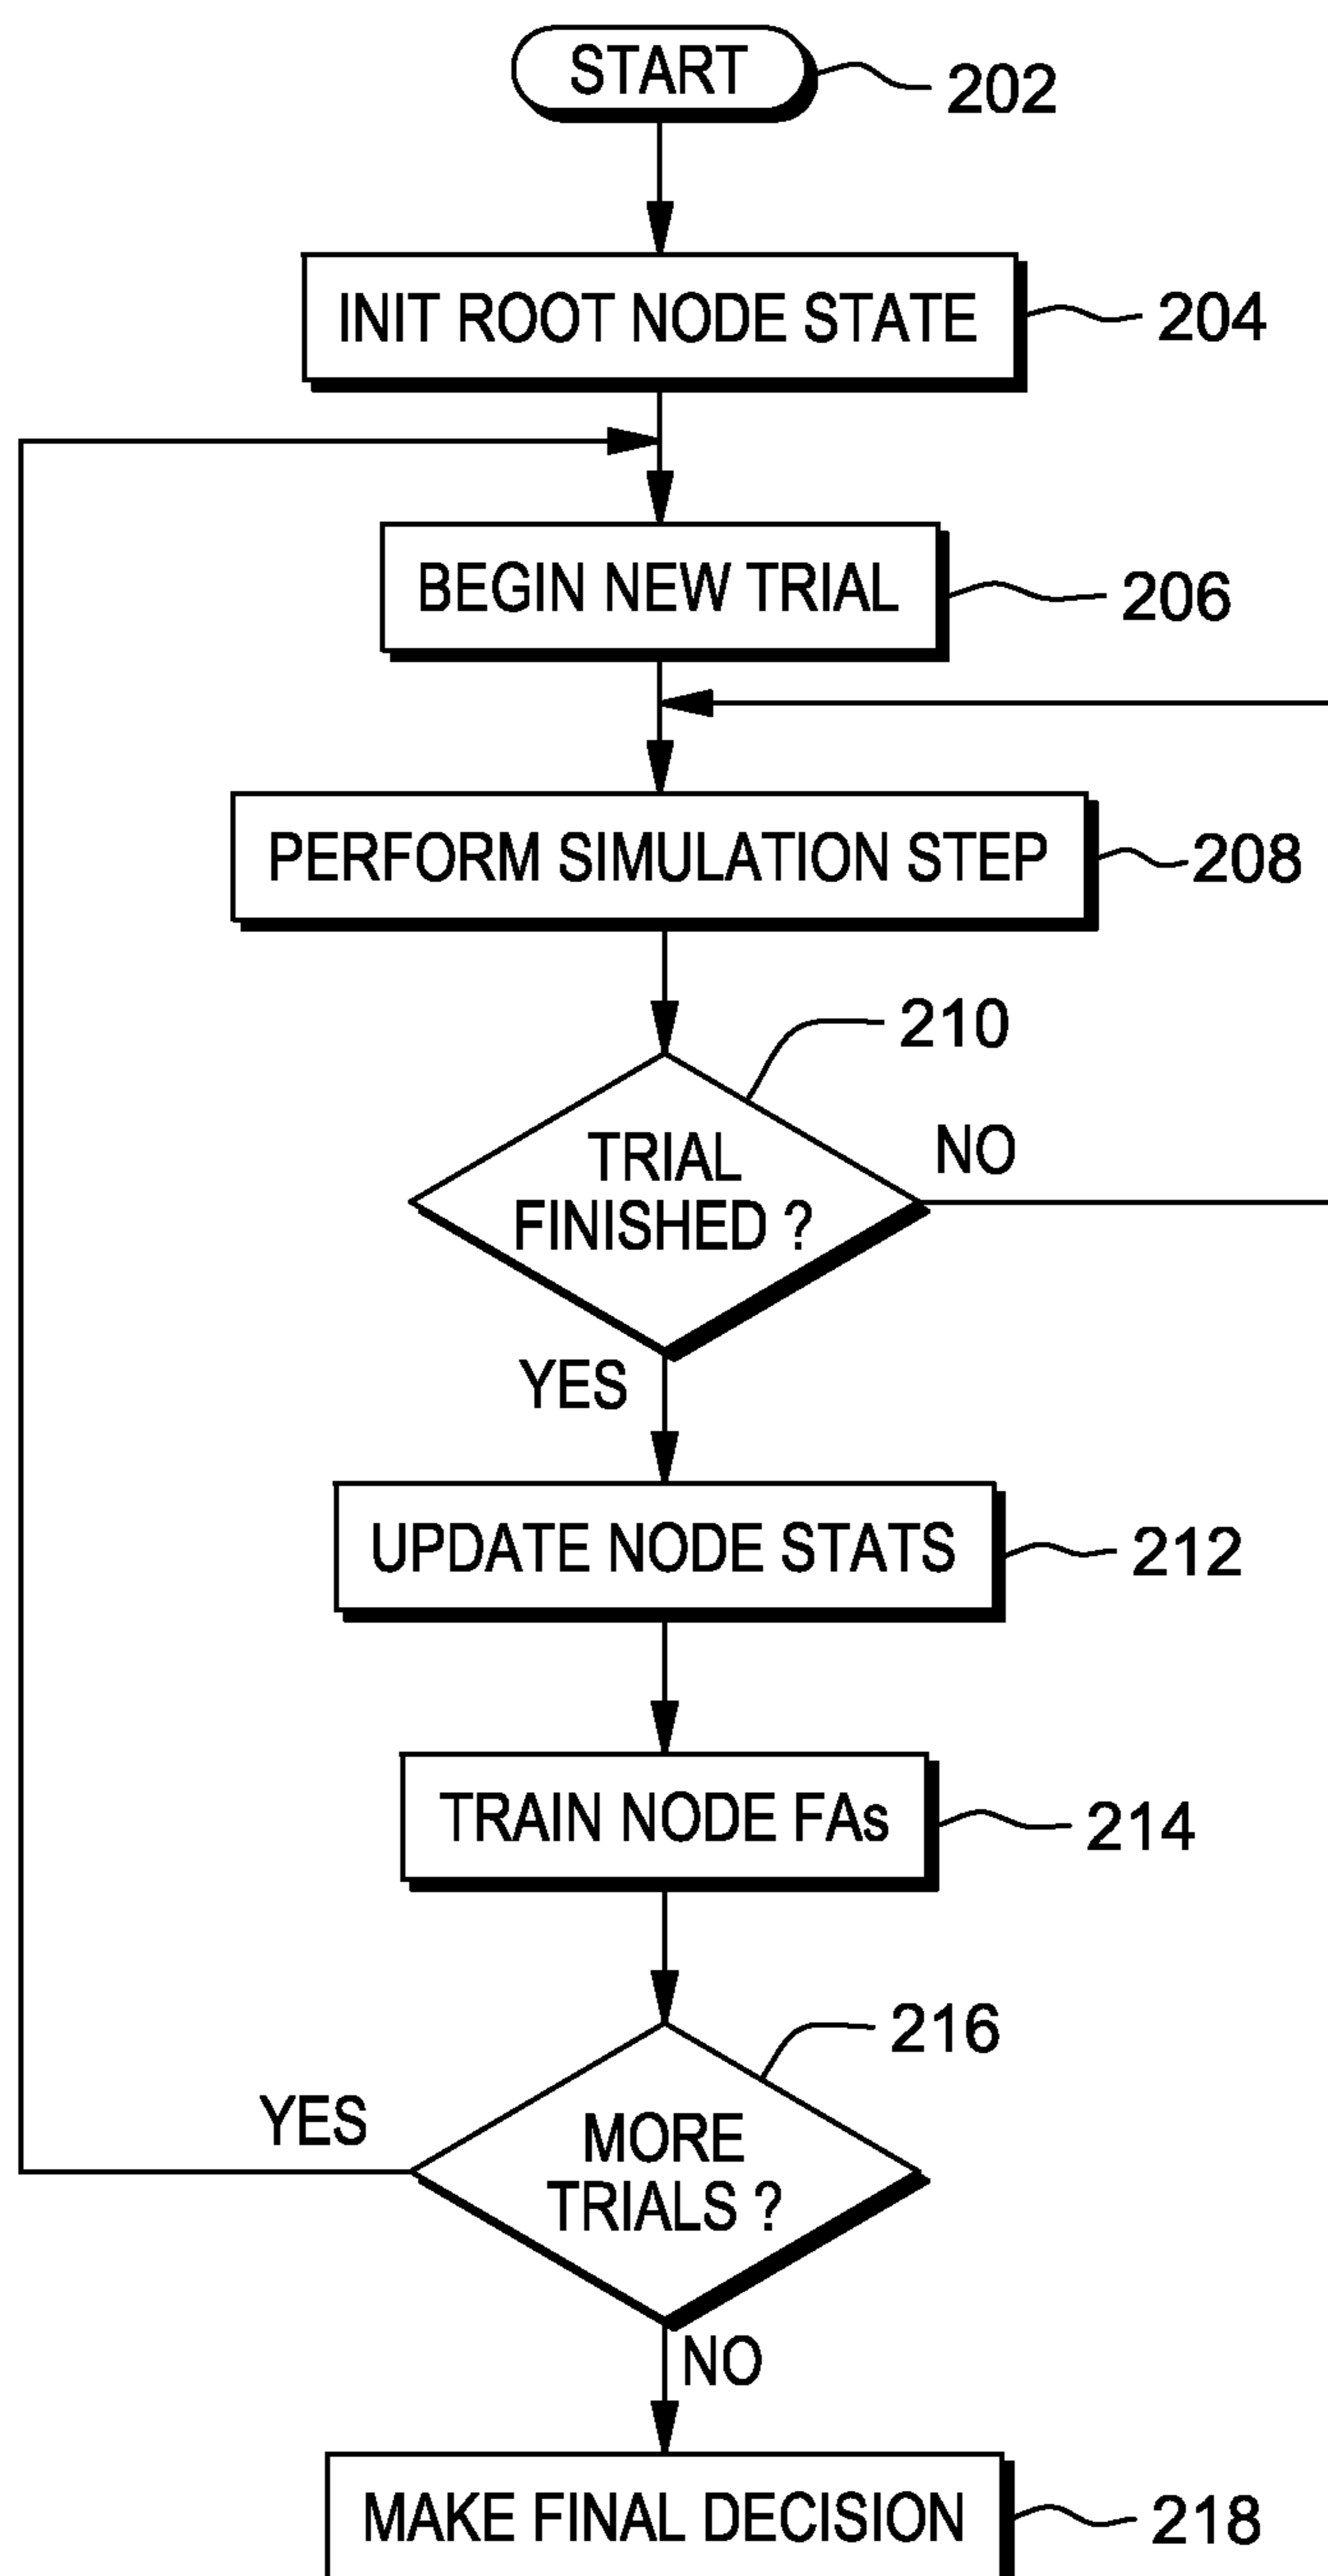 START
202
INIT ROOT NODE STATE
204
BEGIN NEW TRIAL
206
PERFORM SIMULATION STEP
208
210
TRIAL
FINISHED ?
NO
YES
UPDATE NODE STATS
212
TRAIN NODE FAs
214
216
YES
MORE
TRIALS ?
NO
MAKE FINAL DECISION
218